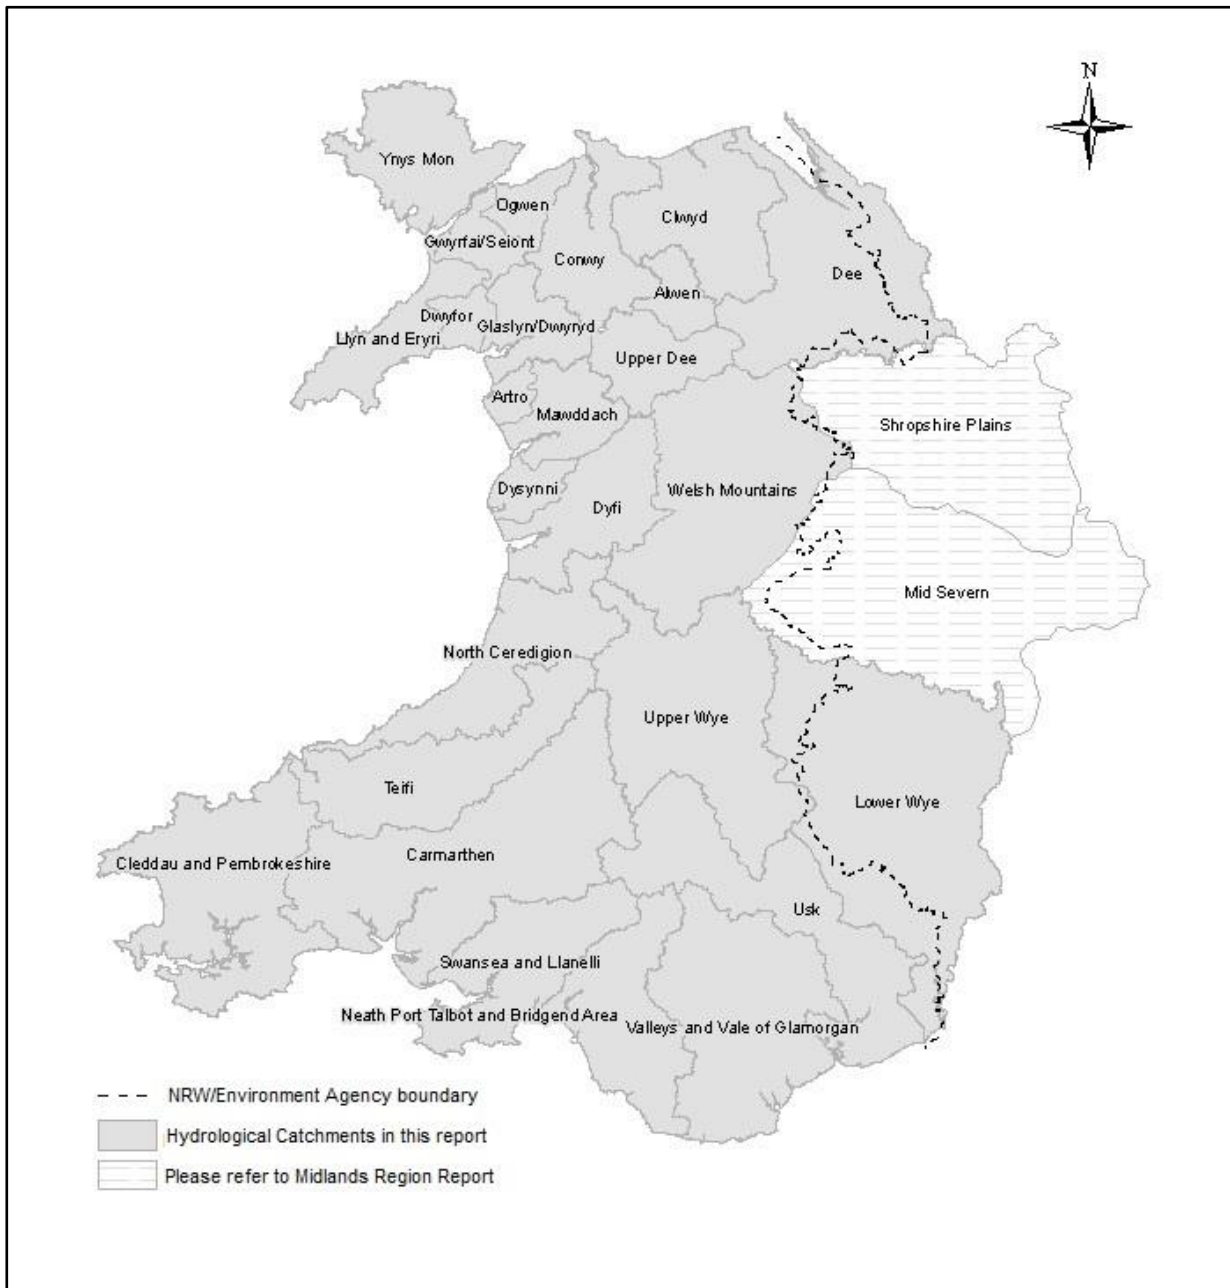 N
Ynys Mon
Ogwen
Clwyd
Gwyrfai/Seiont
Conwy
Dee
Alwen
Dwyfor
Glaslyn/Dwyryd
Llyn and Eryri
Upper Dee
Artro
Mawddach
Shropshire Plains
Dysynni
Welsh Mountains
Dyfi
Mid Severn
North Ceredigion
Upper Wye
Teifi
Lower Wye
Carmarthen
Cleddau and Pembrokeshire
Usk
Swansea and Llanelli
Neath Port Talbot and Bridgend Area
Valleys and Vale of Glamorgan
NRW/Environment Agency boundary
Hydrological Catchments in this report
Please refer to Midlands Region Report